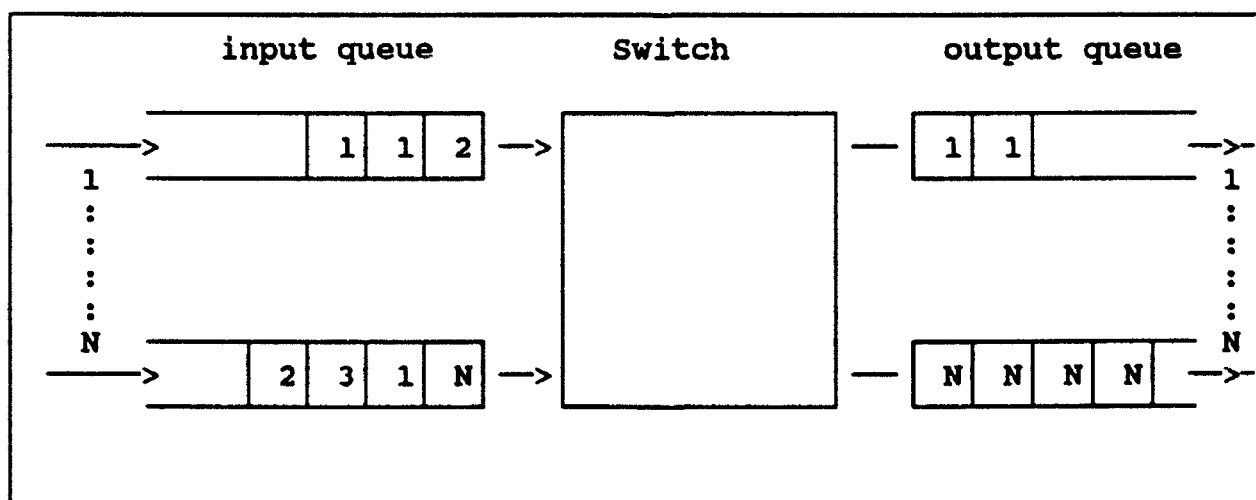 input queue Switch output queue
1 1 2 1 1
1 1
: :
: :
: :
: :
N N
2 3 1 N N N N N